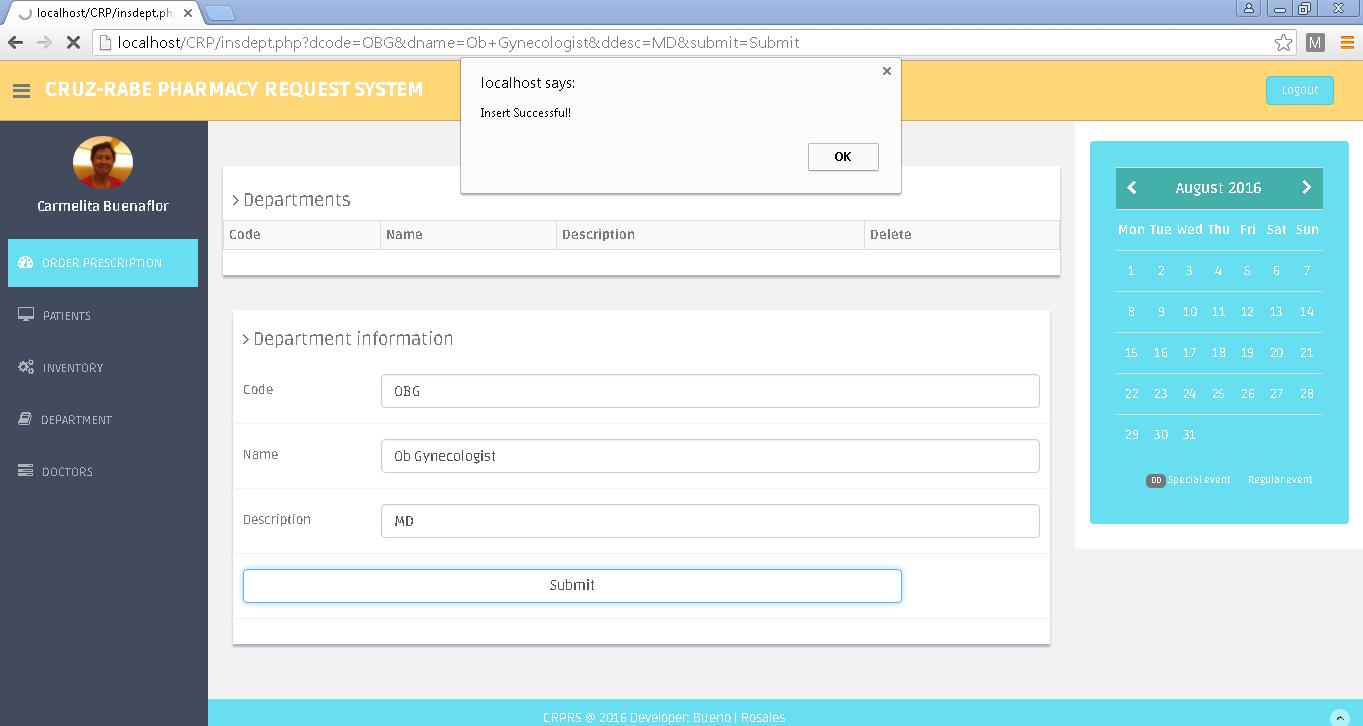 localhost/CRP/insdept.ph
localhost/CRP/insdept.php?dcode=OBG&dname=Ob+Gynecologist&ddesc=MD&submit=Submit
M
CRUZ-RABE PHARMACY REQUEST SYSTEM
Logout
localhost says:
Insert Successful!
OK
Carmelita Buenaflor
ORDER PRESCRIPTION
PATIENTS
INVENTORY
DEPARTMENT
DOCTORS
> Departments
Code Name Description Delete
> Department information
Code OBG
Name Ob Gynecologist
Description MD
Submit
August 2016
Mon Tue Wed Thu Fri Sat Sun
1 2 3 4 5 6 7
8 9 10 11 12 13 14
15 16 17 18 19 20 21
22 23 24 25 26 27 28
29 30 31
DD Special event Regular event
CRPRS @ 2016 Developer: Bueno | Rosales